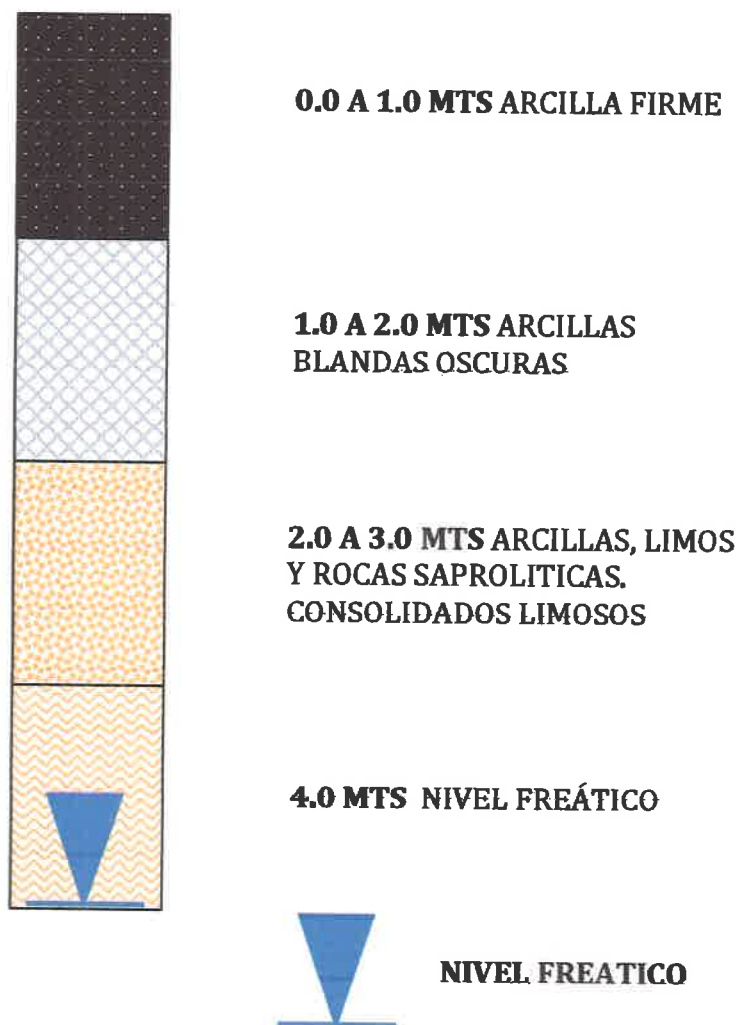 0.0 A 1.0 MTS ARCILLA FIRME
1.0 A 2.0 MTS ARCILLAS
BLANDAS OSCURAS
2.0 A 3.0 MTS ARCILLAS, LIMOS
Y ROCAS SAPROLITICAS.
CONSOLIDADOS LIMOSOS
4.0 MTS NIVEL FREÁTICO
NIVEL FREATICO